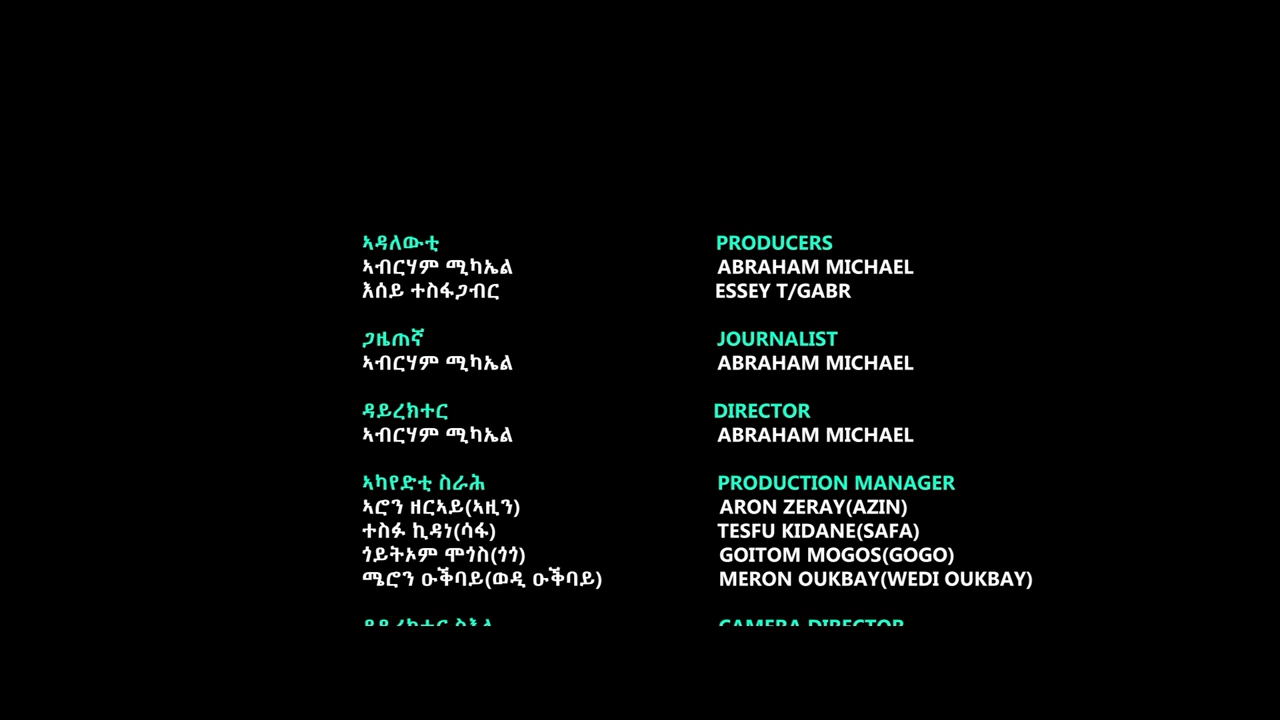 ኣዳለውቲ PRODUCERS
ኣብርሃም ሚካኤል ABRAHAM MICHAEL
እሰይ ተስፋጋብር ESSEY T/GABR
ጋዜጠኛ JOURNALIST
ኣብርሃም ሚካኤል ABRAHAM MICHAEL
ዳይረክተር DIRECTOR
ኣብርሃም ሚካኤል ABRAHAM MICHAEL
ኣካየድቲ ስራሕ PRODUCTION MANAGER
ኣሮን ዘርኣይ(ኣዚን) ARON ZERAY(AZIN)
ተስፉ ኪዳነ(ሳፋ) TESFU KIDANE(SAFA)
ጎይትኦም ሞጎስ(ጎጎ) GOITOM MOGOS(GOGO)
ሜሮን ዑቕባይ(ወዲ ዑቕባይ) MERON OUKBAY(WEDI OUKBAY)
CAMERA DIRECTOR